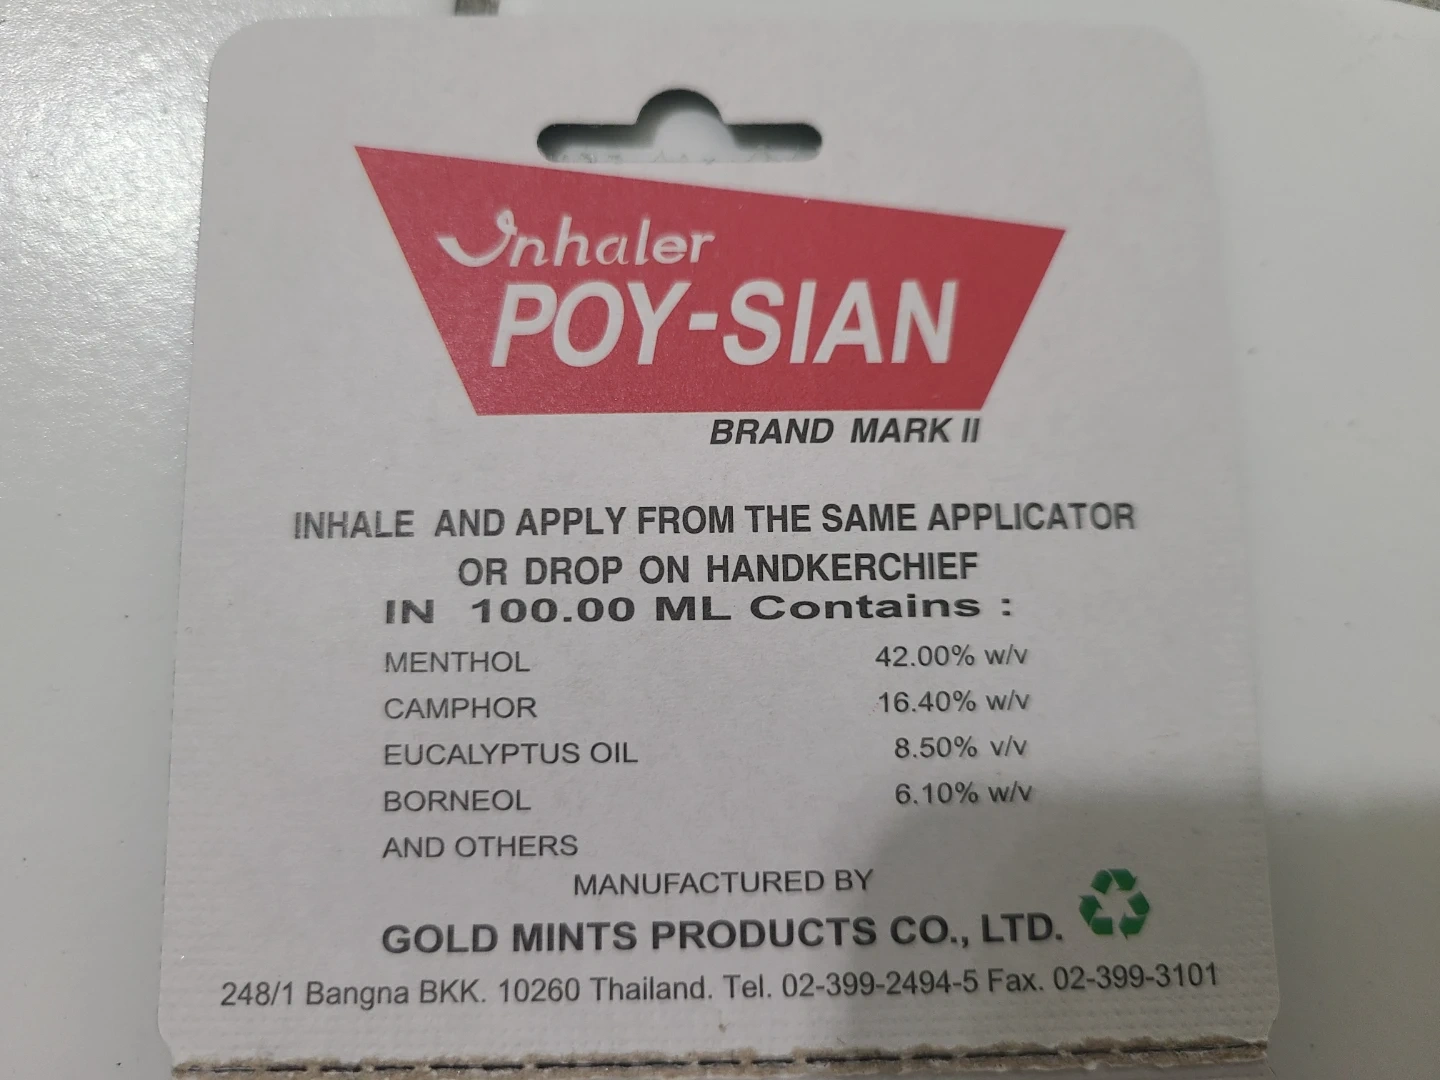 Inhaler
POY-SIAN
BRAND MARK II
INHALE AND APPLY FROM THE SAME APPLICATOR
OR DROP ON HANDKERCHIEF
IN 100.00 ML Contains :
MENTHOL 42.00% w/v
CAMPHOR 16.40% w/v
EUCALYPTUS OIL 8.50% v/v
BORNEOL 6.10% w/v
AND OTHERS
MANUFACTURED BY
GOLD MINTS PRODUCTS CO., LTD.
248/1 Bangna BKK. 10260 Thailand. Tel. 02-399-2494-5 Fax. 02-399-3101